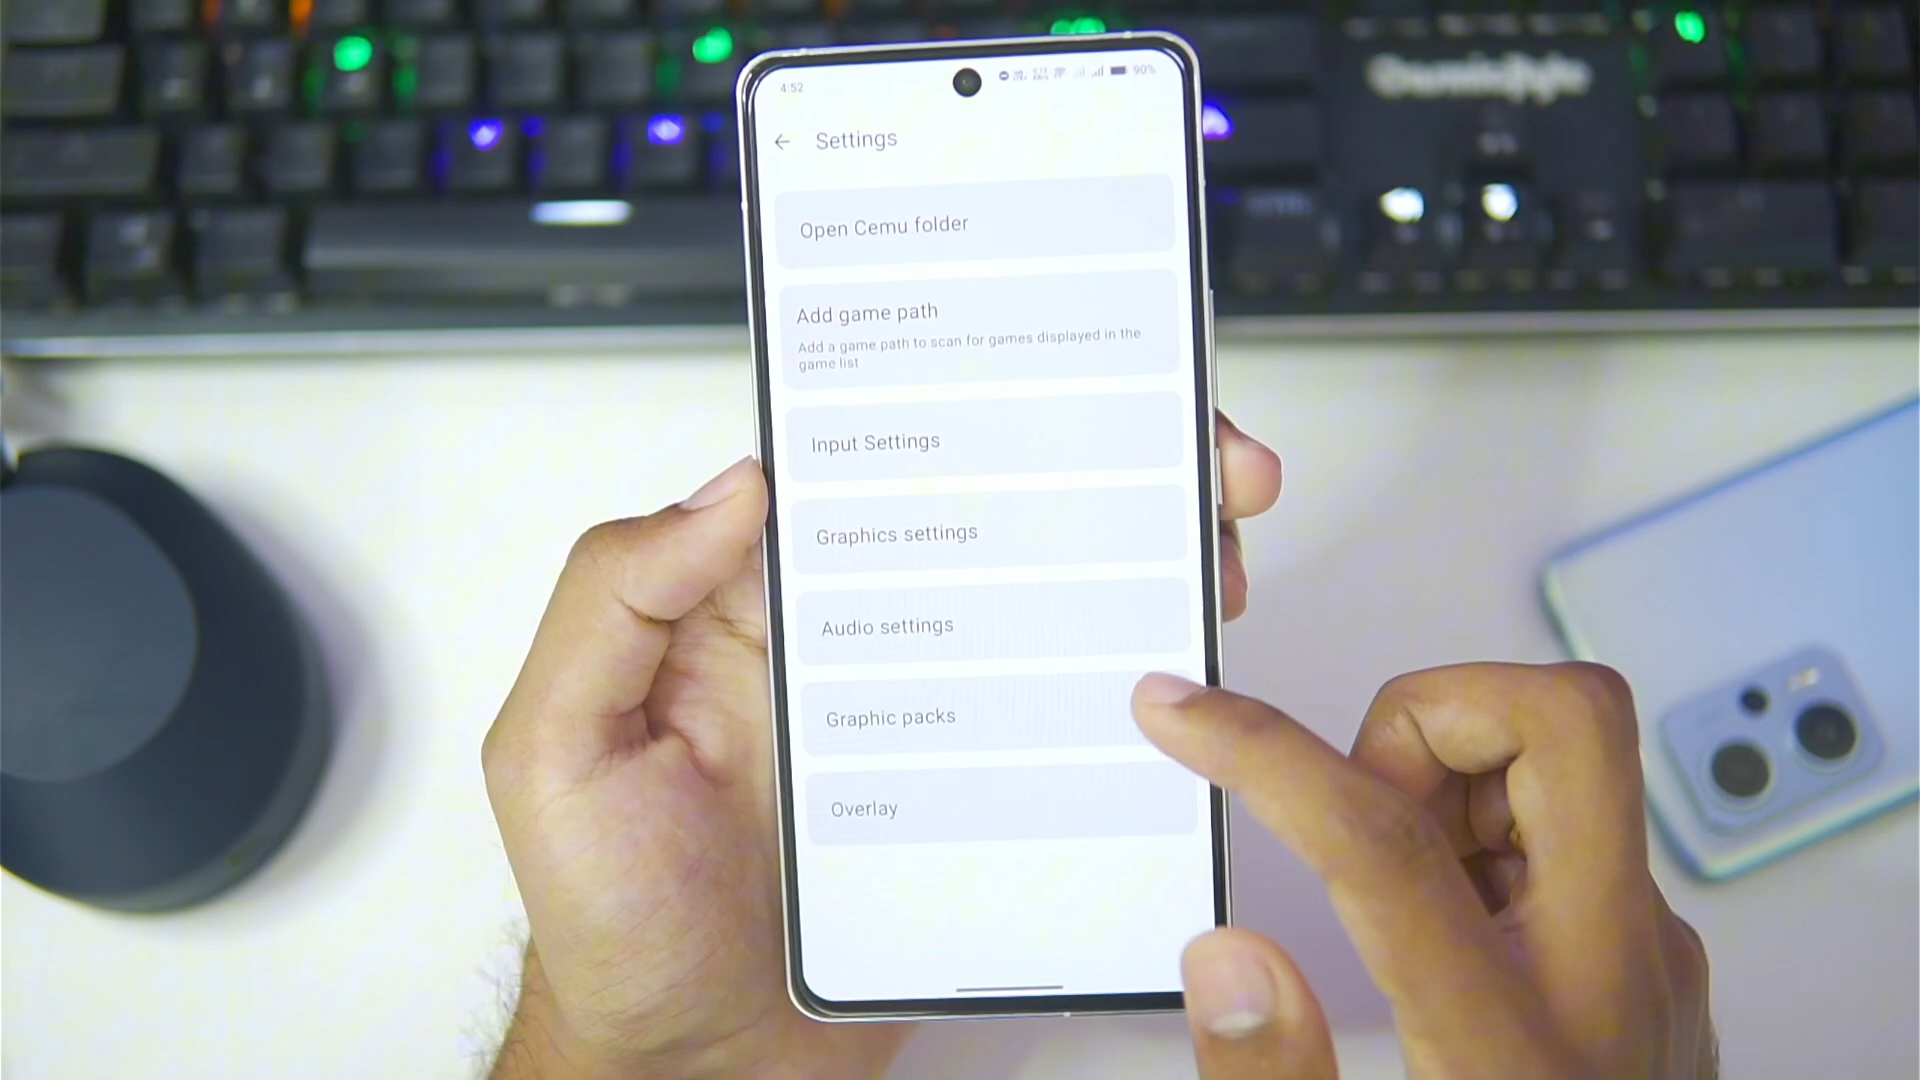 4:52
90%
Settings
Open Cemu folder
Add game path
Add a game path to scan for games displayed in the
game list
Input Settings
Graphics settings
Audio settings
Graphic packs
Overlay